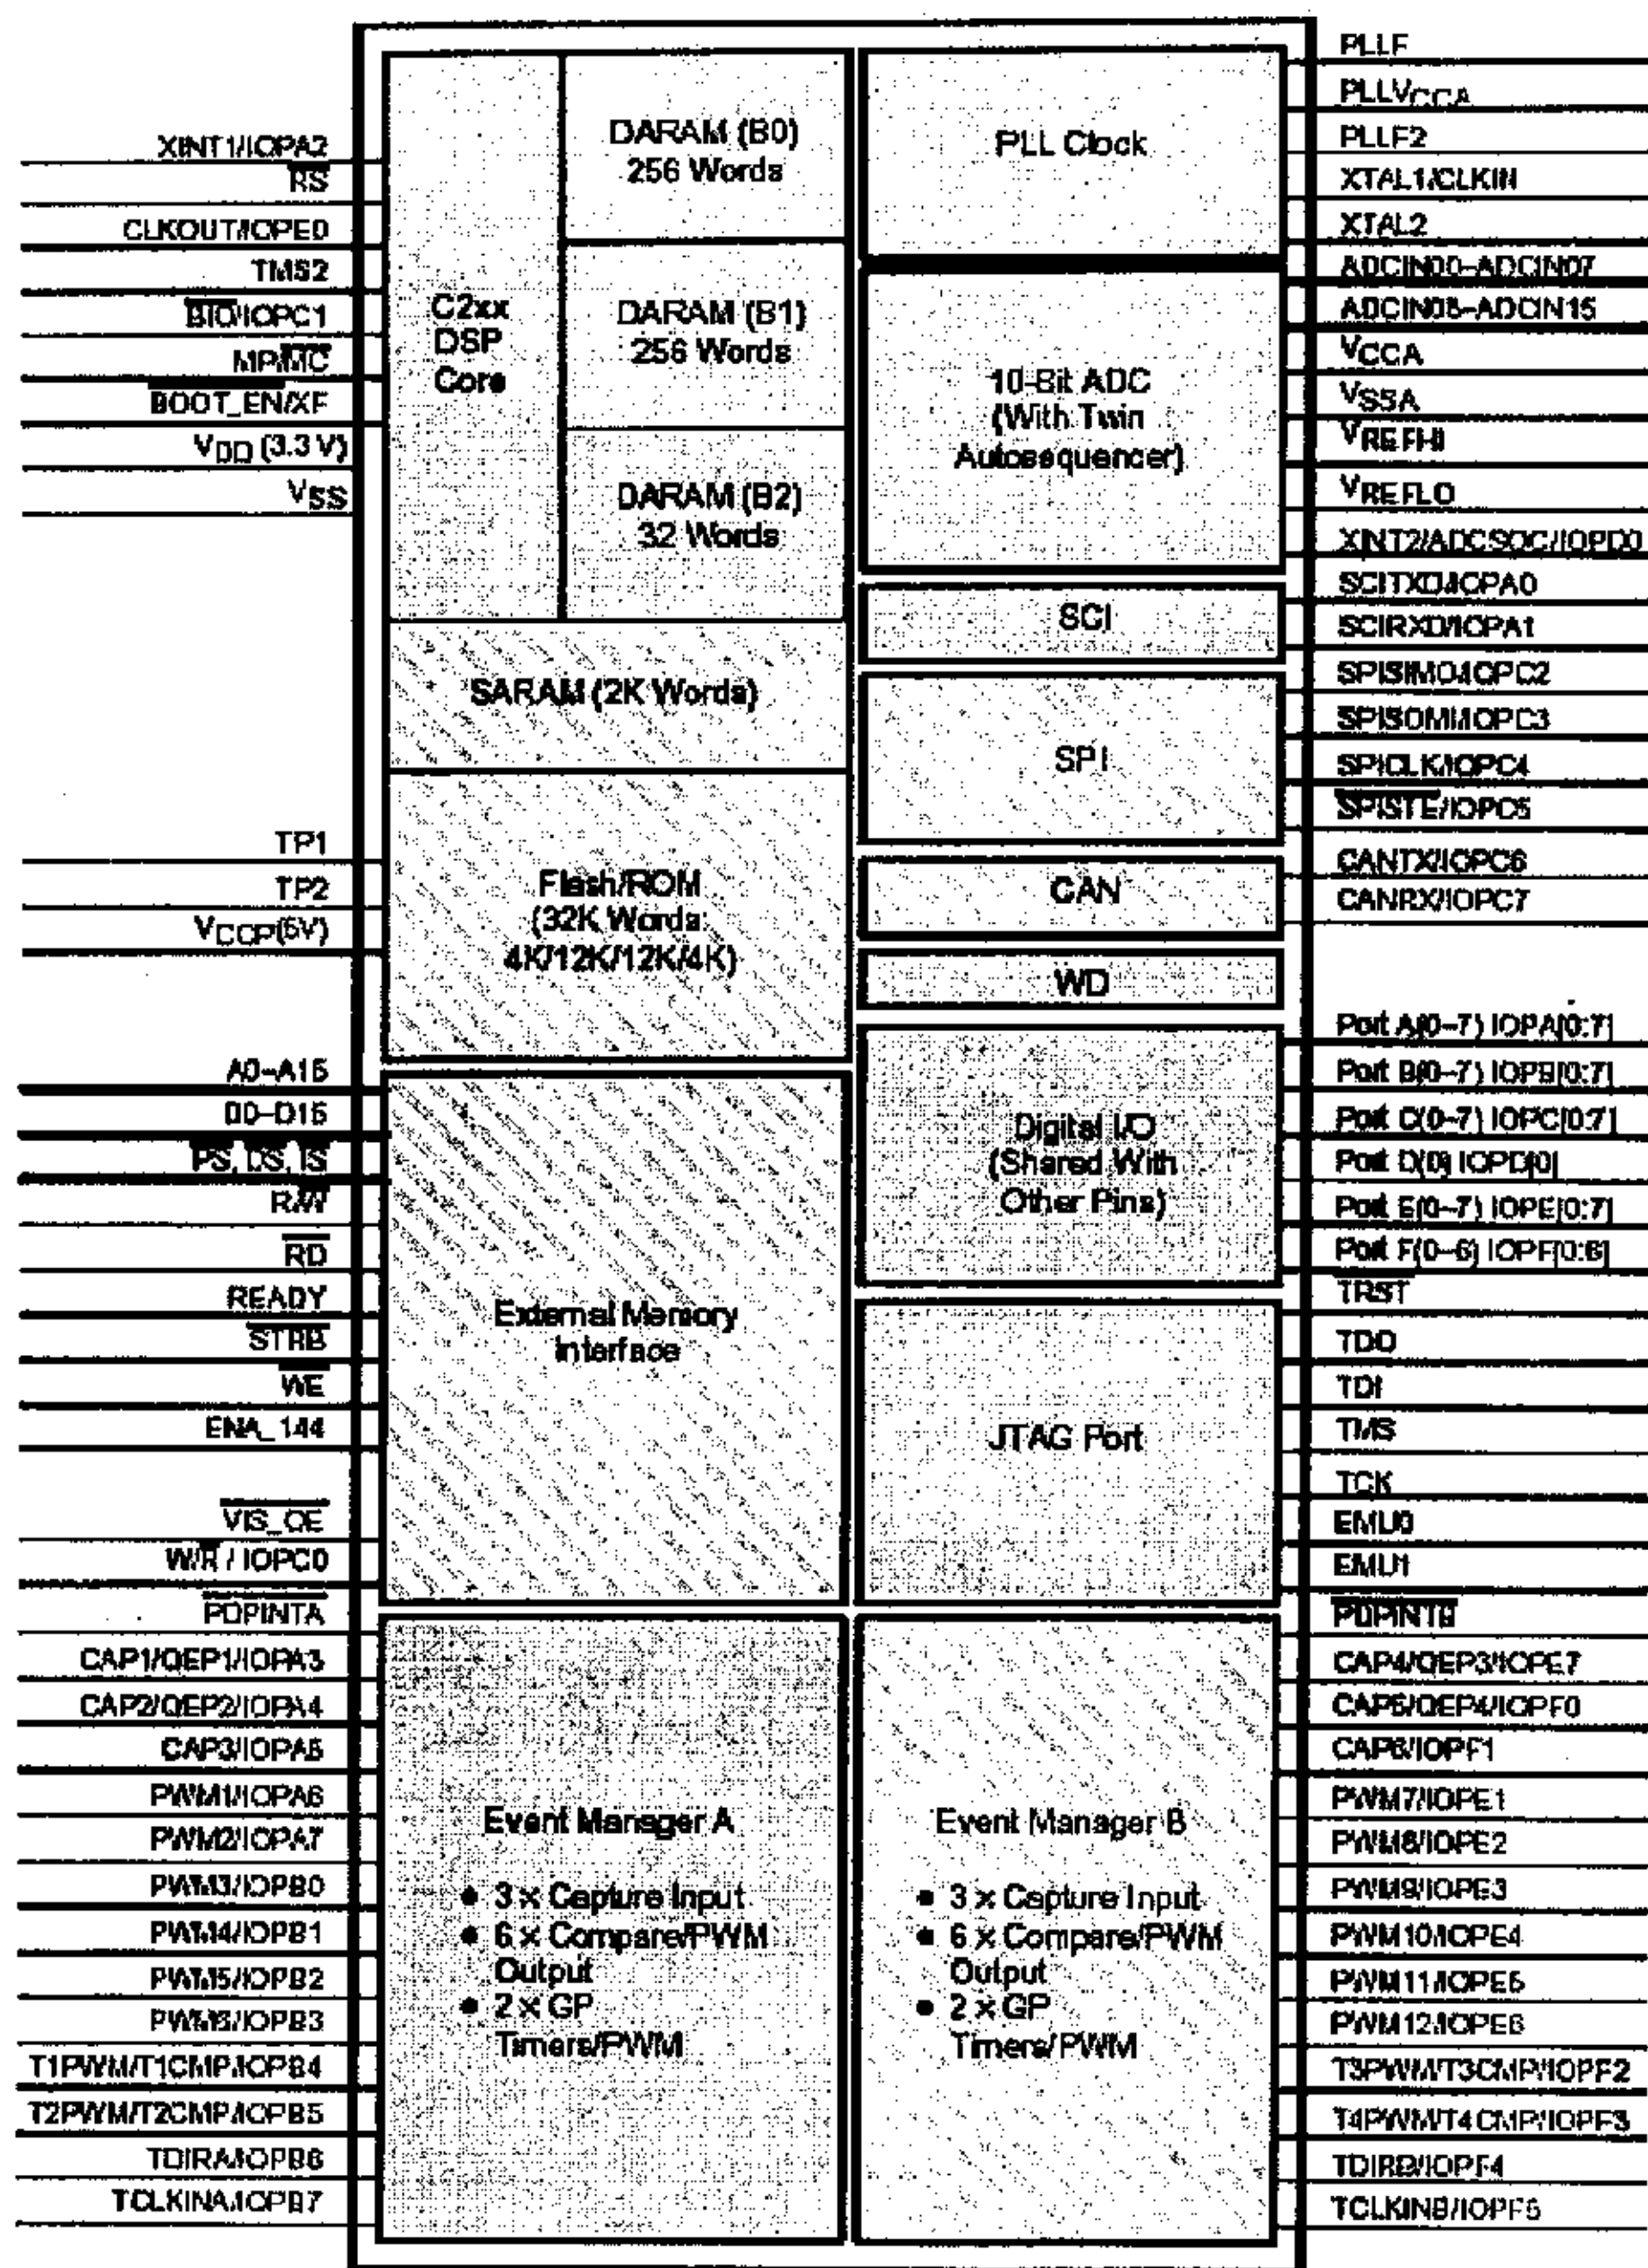 XINT1/IOPA2
RS
CLKOUT/IOPE0
TMS2
BIO/IOPC1
MP/MC
BOOT_EN/XF
VDD (3.3 V)
VSS
TP1
TP2
VCCP(5V)
A0–A15
D0–D15
PS, DS, IS
R/W
RD
READY
STRB
WE
ENA_144
VIS_OE
W/R / IOPC0
PDPINTA
CAP1/QEP1/IOPA3
CAP2/QEP2/IOPA4
CAP3/IOPA5
PWM1/IOPA6
PWM2/IOPA7
PWM3/IOPB0
PWM4/IOPB1
PWM5/IOPB2
PWM6/IOPB3
T1PWM/T1CMP/IOPB4
T2PWM/T2CMP/IOPB5
TDIRA/IOPB6
TCLKINA/IOPB7
C2xx
DSP
Core
DARAM (B0)
256 Words
DARAM (B1)
256 Words
DARAM (B2)
32 Words
SARAM (2K Words)
Flash/ROM
(32K Words:
4K/12K/12K/4K)
External Memory
Interface
Event Manager A
• 3 × Capture Input
• 6 × Compare/PWM
Output
• 2 × GP
Timers/PWM
PLL Clock
10-Bit ADC
(With Twin
Autosequencer)
SCI
SPI
CAN
WD
Digital I/O
(Shared With
Other Pins)
JTAG Port
Event Manager B
• 3 × Capture Input
• 6 × Compare/PWM
Output
• 2 × GP
Timers/PWM
PLLF
PLLVCCA
PLLF2
XTAL1/CLKIN
XTAL2
ADCIN00–ADCIN07
ADCIN08–ADCIN15
VCCA
VSSA
VREFHI
VREFLO
XINT2/ADCSOC/IOPD0
SCITXD/IOPA0
SCIRXD/IOPA1
SPISIMO/IOPC2
SPISOMI/IOPC3
SPICLK/IOPC4
SPISTE/IOPC5
CANTX/IOPC6
CANRX/IOPC7
Port A(0–7) IOPA[0:7]
Port B(0–7) IOPB[0:7]
Port C(0–7) IOPC[0:7]
Port D(0) IOPD[0]
Port E(0–7) IOPE[0:7]
Port F(0–6) IOPF[0:6]
TRST
TDO
TDI
TMS
TCK
EMU0
EMU1
PDPINTB
CAP4/QEP3/IOPE7
CAP5/QEP4/IOPF0
CAP6/IOPF1
PWM7/IOPE1
PWM8/IOPE2
PWM9/IOPE3
PWM10/IOPE4
PWM11/IOPE5
PWM12/IOPE6
T3PWM/T3CMP/IOPF2
T4PWM/T4CMP/IOPF3
TDIRB/IOPF4
TCLKINB/IOPF5